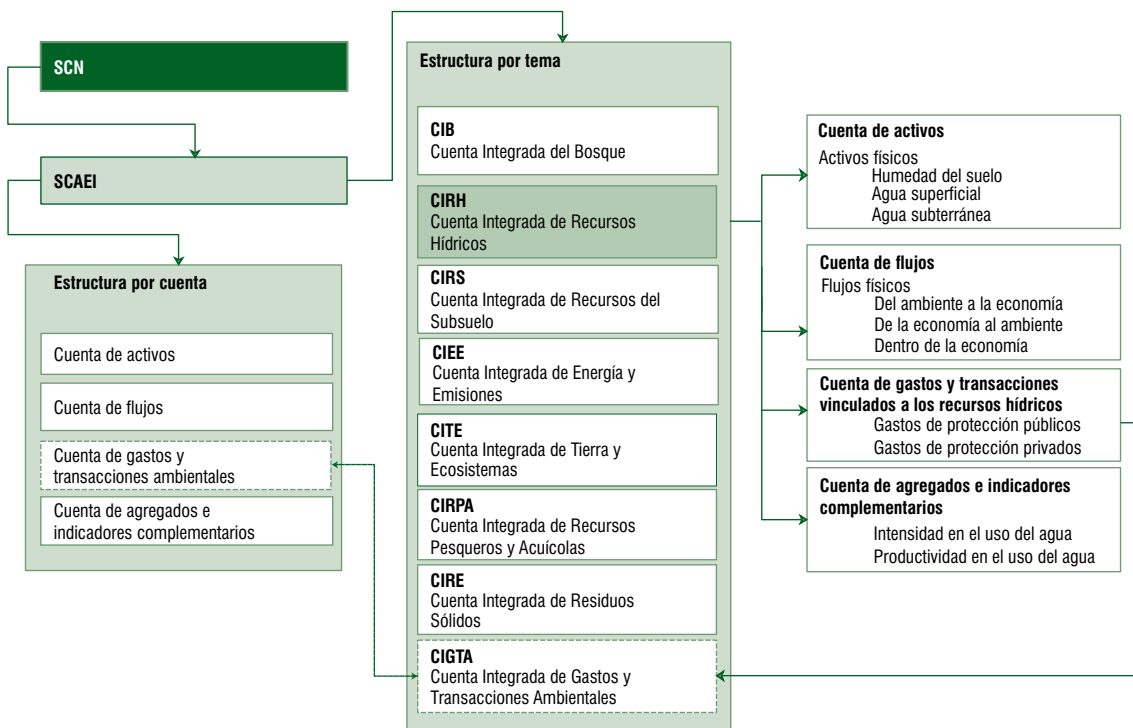 SCN
SCAEI
Estructura por cuenta
Cuenta de activos
Cuenta de flujos
Cuenta de gastos y
transacciones ambientales
Cuenta de agregados e
indicadores complementarios
Estructura por tema
CIB
Cuenta Integrada del Bosque
CIRH
Cuenta Integrada de Recursos
Hídricos
CIRS
Cuenta Integrada de Recursos del
Subsuelo
CIEE
Cuenta Integrada de Energía y
Emisiones
CITE
Cuenta Integrada de Tierra y
Ecosistemas
CIRPA
Cuenta Integrada de Recursos
Pesqueros y Acuícolas
CIRE
Cuenta Integrada de Residuos
Sólidos
CIGTA
Cuenta Integrada de Gastos y
Transacciones Ambientales
Cuenta de activos
Activos físicos
Humedad del suelo
Agua superficial
Agua subterránea
Cuenta de flujos
Flujos físicos
Del ambiente a la economía
De la economía al ambiente
Dentro de la economía
Cuenta de gastos y transacciones
vinculados a los recursos hídricos
Gastos de protección públicos
Gastos de protección privados
Cuenta de agregados e indicadores
complementarios
Intensidad en el uso del agua
Productividad en el uso del agua